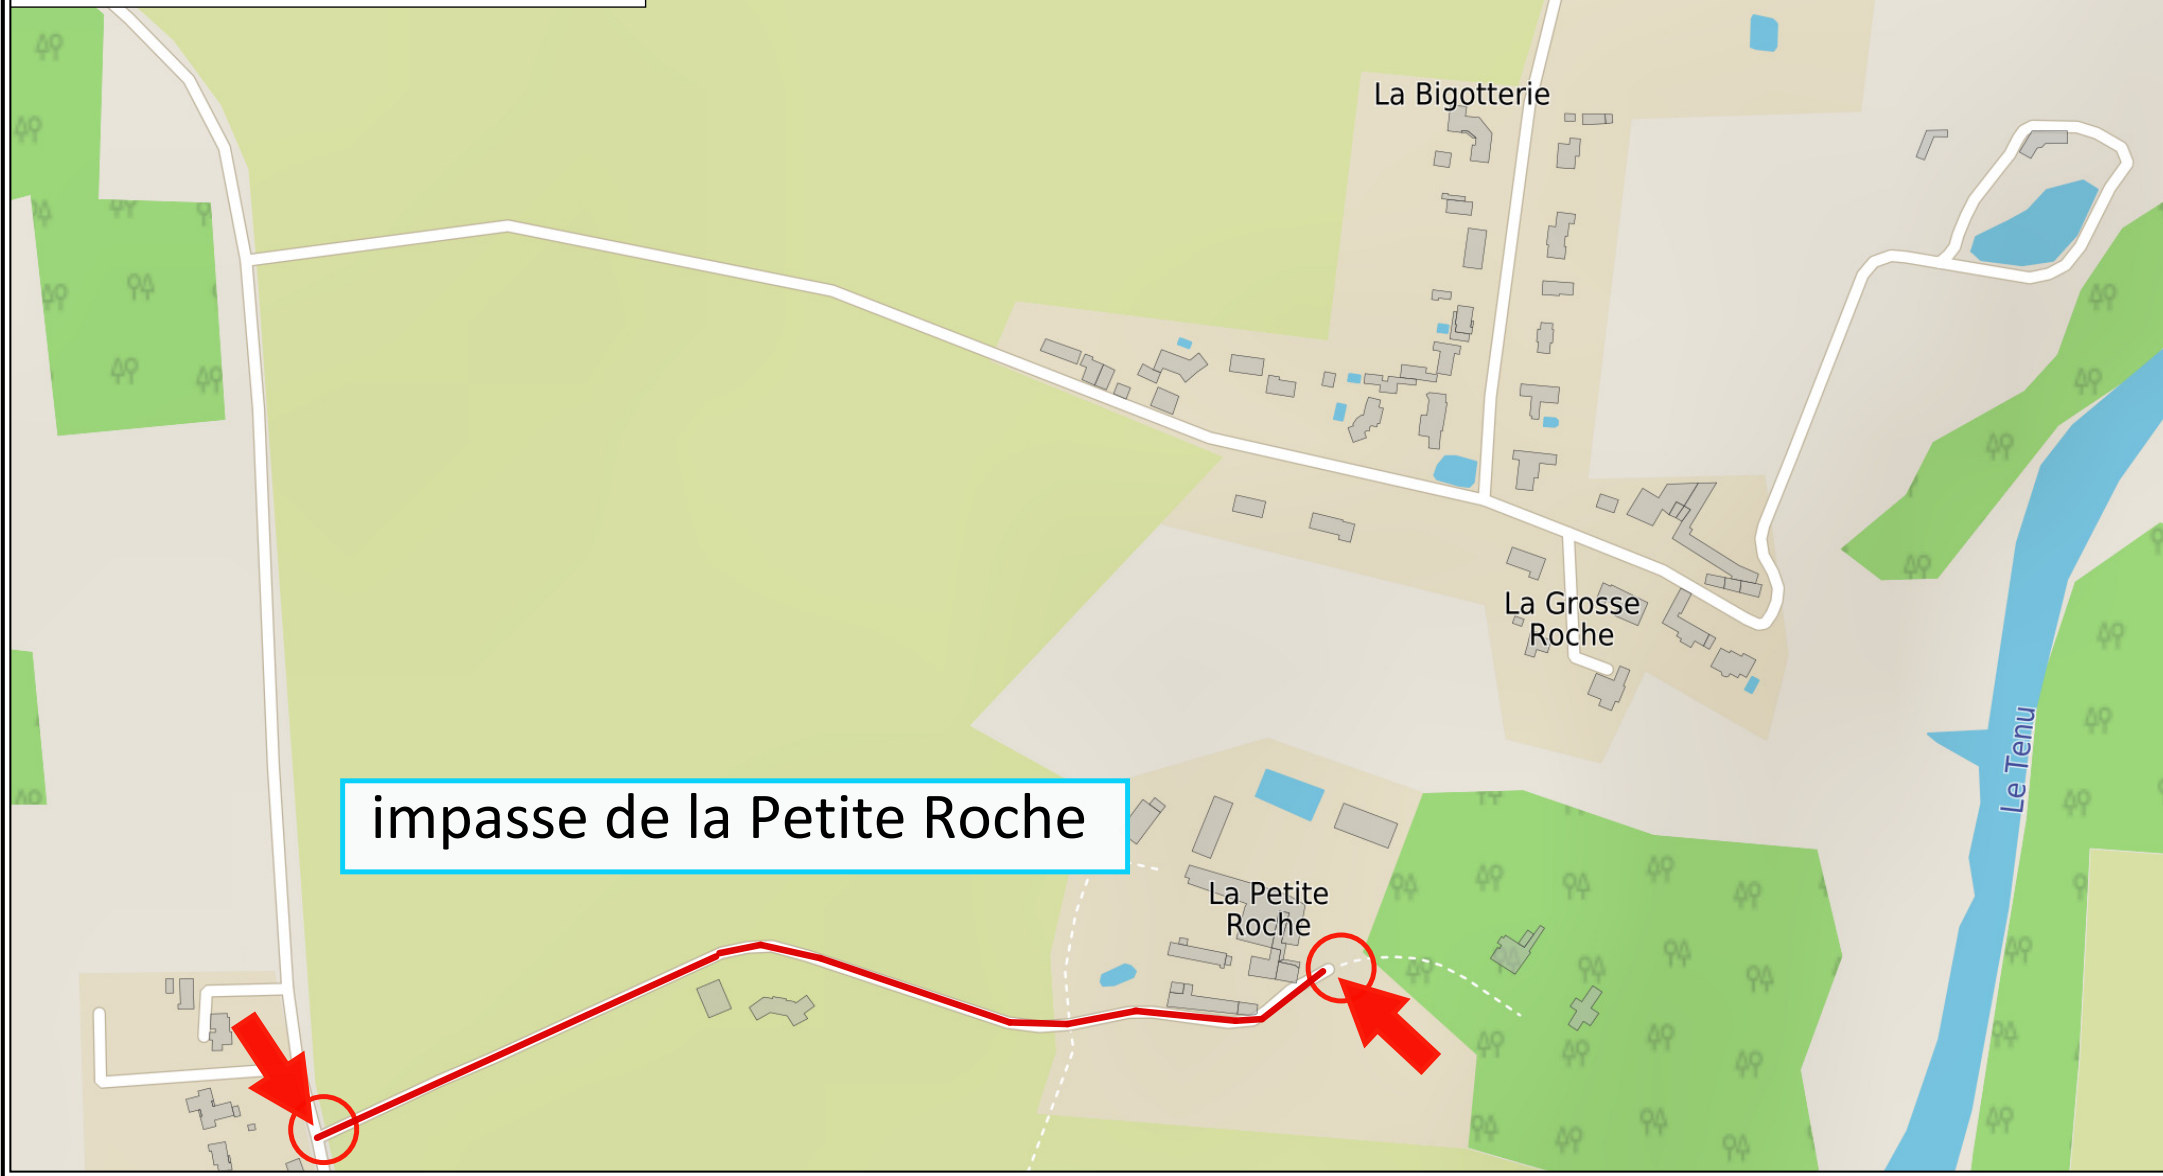 La Bigotterie
La Grosse
Roche
Le Tenu
impasse de la Petite Roche
La Petite
Roche